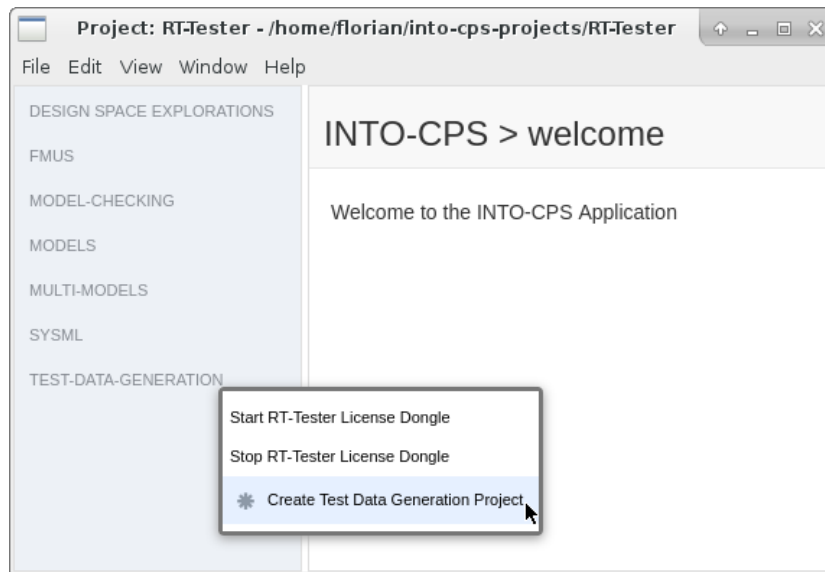 Project: RT-Tester - /home/florian/into-cps-projects/RT-Tester
File Edit View Window Help
DESIGN SPACE EXPLORATIONS
FMUS
MODEL-CHECKING
MODELS
MULTI-MODELS
SYSML
TEST-DATA-GENERATION
INTO-CPS > welcome
Welcome to the INTO-CPS Application
Start RT-Tester License Dongle
Stop RT-Tester License Dongle
Create Test Data Generation Project